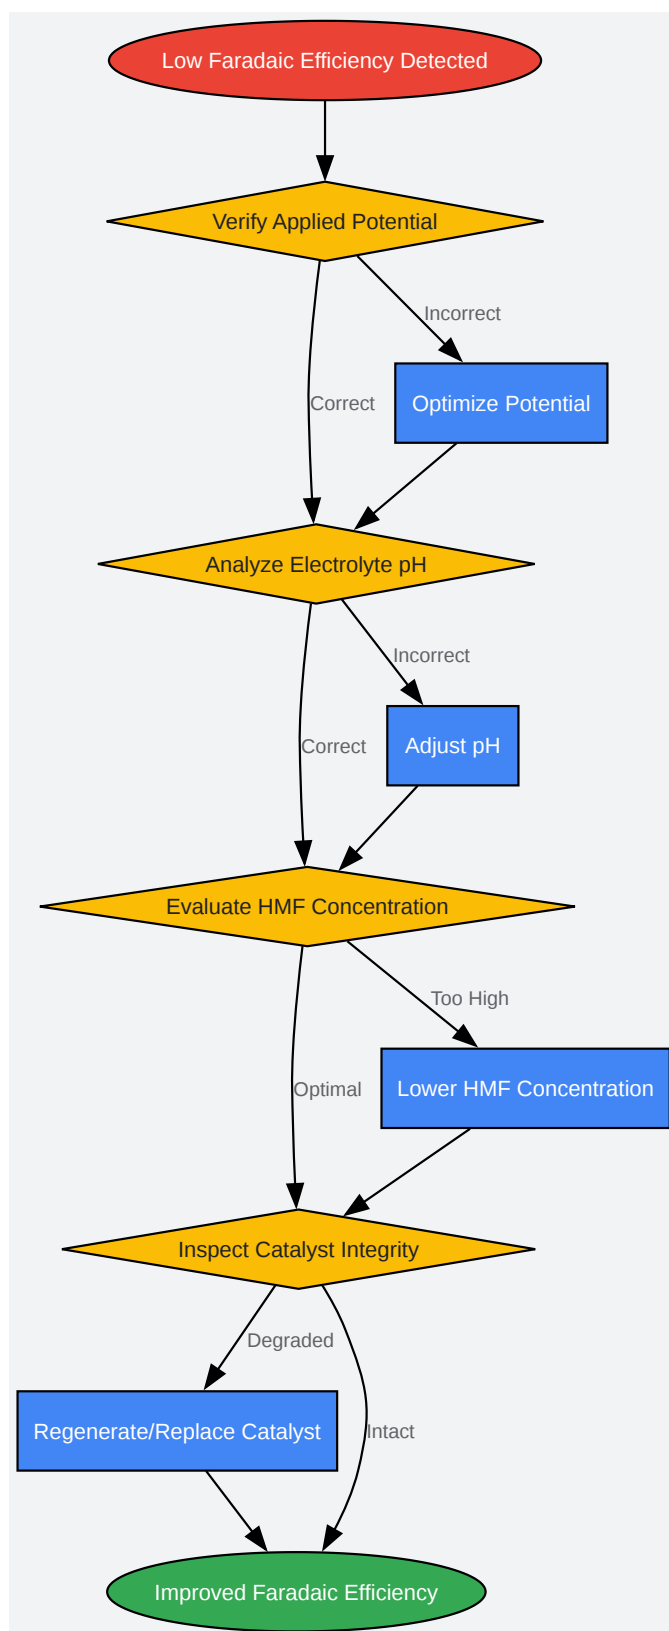 Low Faradaic Efficiency Detected
Verify Applied Potential
Incorrect
Correct
Optimize Potential
Analyze Electrolyte pH
Incorrect
Correct
Adjust pH
Evaluate HMF Concentration
Too High
Optimal
Lower HMF Concentration
Inspect Catalyst Integrity
Degraded
Regenerate/Replace Catalyst
Intact
Improved Faradaic Efficiency